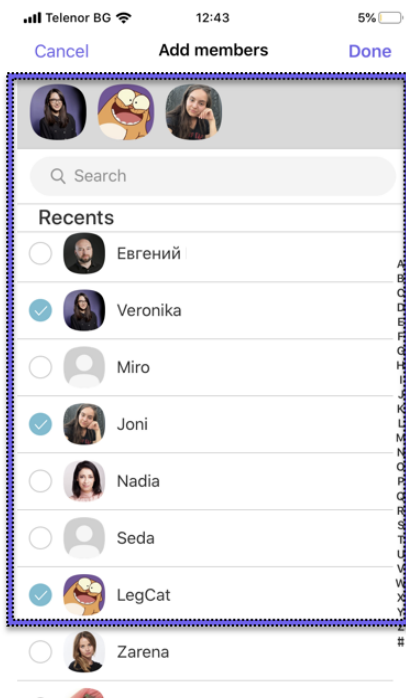 Telenor BG 12:43 5%
Cancel Add members Done
Search
Recents
Евгений
Veronika
Miro
Joni
Nadia
Seda
LegCat
Zarena
A
B
C
D
E
F
G
H
I
J
K
L
M
N
O
P
Q
R
S
T
U
V
W
X
Y
Z
#